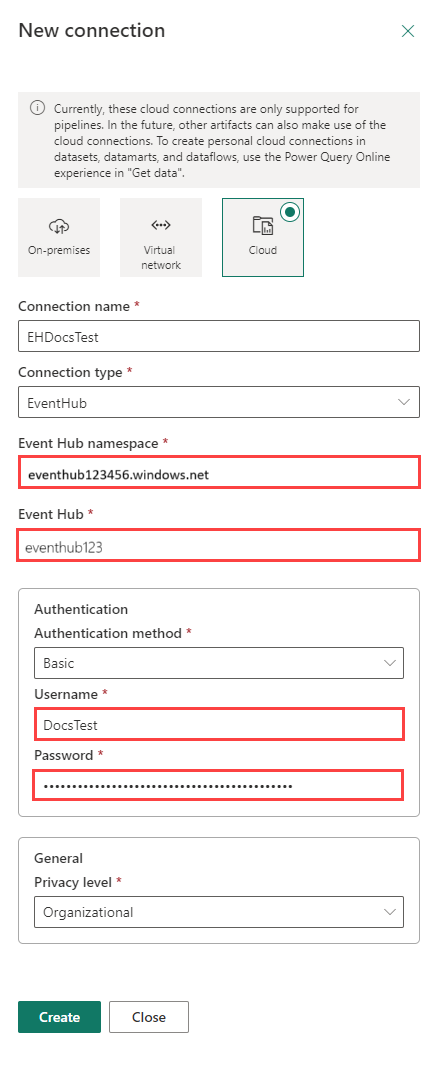 New connection
Currently, these cloud connections are only supported for
pipelines. In the future, other artifacts can also make use of the
cloud connections. To create personal cloud connections in
datasets, datamarts, and dataflows, use the Power Query Online
experience in "Get data".
On-premises
Virtual
network
Cloud
Connection name *
EHDocsTest
Connection type *
EventHub
Event Hub namespace *
eventhub123456.windows.net
Event Hub *
eventhub123
Authentication
Authentication method *
Basic
Username *
DocsTest
Password *
••••••••••••••••••••••••••••••••••••••••••••
General
Privacy level *
Organizational
Create
Close